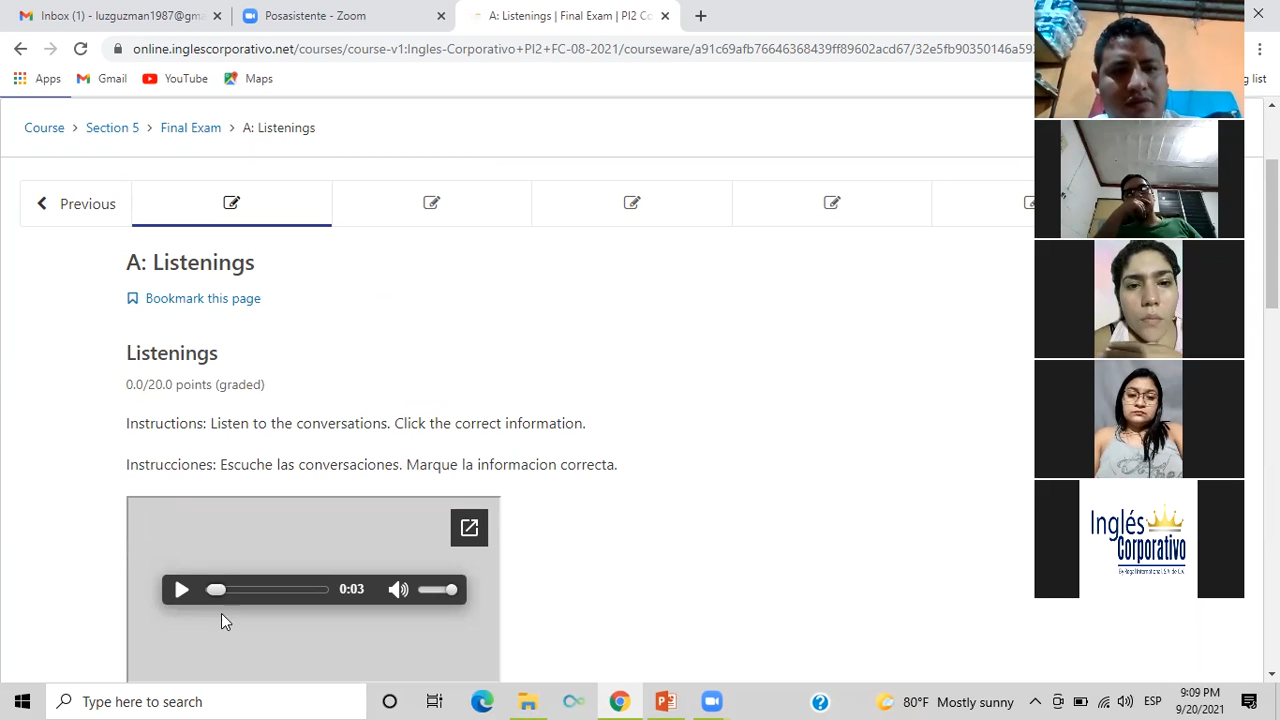 Inbox (1) - luzguzman1987@gm
Posasistente -
A: Listenings | Final Exam | PI2 Co
online.inglescorporativo.net/courses/course-v1:Ingles-Corporativo+PI2+FC-08-2021/courseware/a91c69afb76646368439ff89602acd67/32e5fb90350146a59
Apps
Gmail
YouTube
Maps
g list
Course > Section 5 > Final Exam > A: Listenings
Previous
A: Listenings
Bookmark this page
Listenings
0.0/20.0 points (graded)
Instructions: Listen to the conversations. Click the correct information.
Instrucciones: Escuche las conversaciones. Marque la informacion correcta.
0:03
Inglés
Corporativo
Type here to search
80°F Mostly sunny
ESP
9:09 PM
9/20/2021